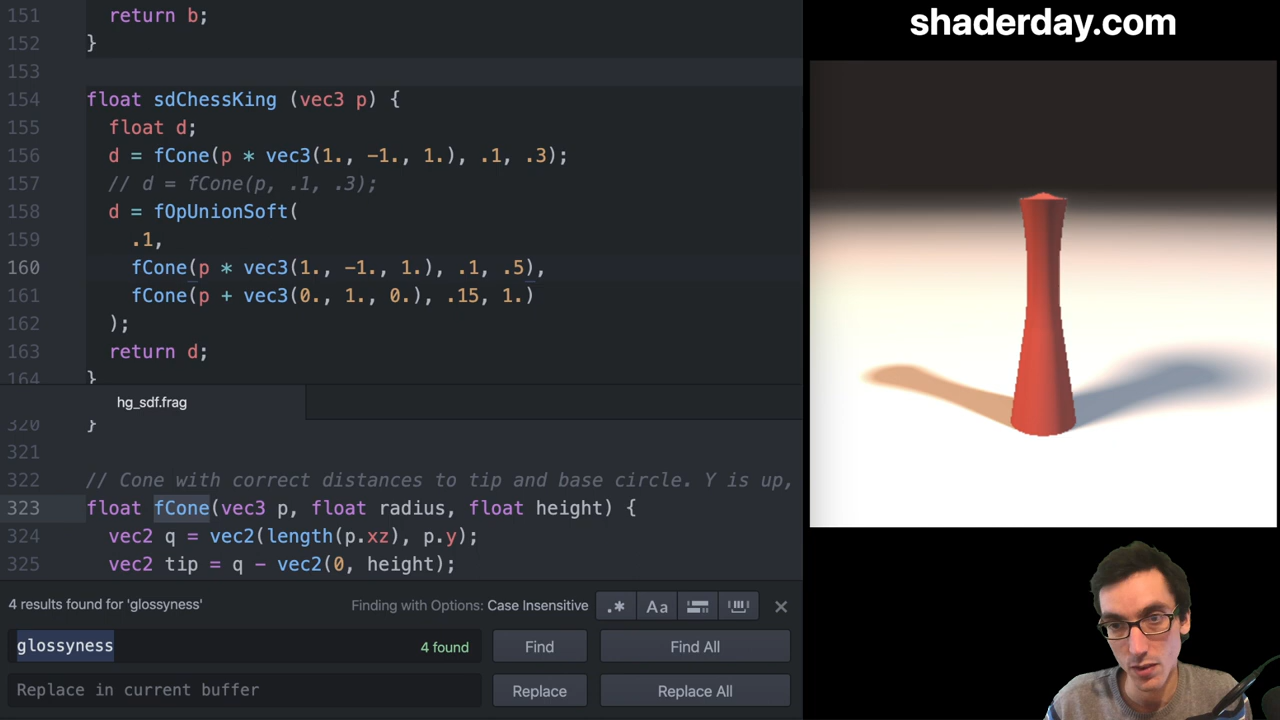 151 return b;
152 }
153
154 float sdChessKing (vec3 p) {
155 float d;
156 d = fCone(p * vec3(1., -1., 1.), .1, .3);
157 // d = fCone(p, .1, .3);
158 d = fOpUnionSoft(
159 .1,
160 fCone(p * vec3(1., -1., 1.), .1, .5),
161 fCone(p + vec3(0., 1., 0.), .15, 1.)
162 );
163 return d;
164 }
hg_sdf.frag
320 }
321
322 // Cone with correct distances to tip and base circle. Y is up,
323 float fCone(vec3 p, float radius, float height) {
324 vec2 q = vec2(length(p.xz), p.y);
325 vec2 tip = q - vec2(0, height);
4 results found for 'glossyness'
Finding with Options: Case Insensitive
.*
Aa
glossyness
4 found
Find
Find All
Replace in current buffer
Replace
Replace All
shaderday.com